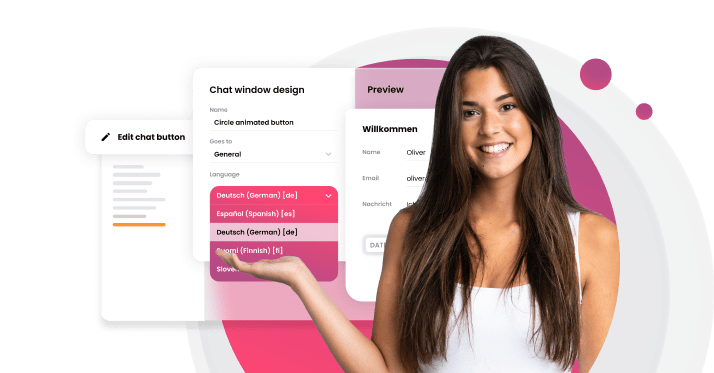 Chat window design
Preview
Name
Circle animated button
Goes to
General
Language
Deutsch (German) [de]
Español (Spanish) [es]
Deutsch (German) [de]
Suomi (Finnish) [fi]
Edit chat button
Willkommen
Name
Oliver
Email
oliver
Nachricht